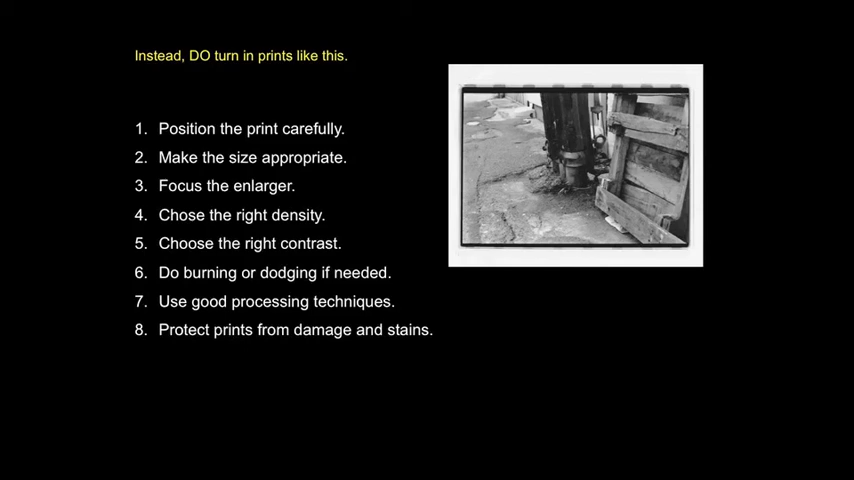 Instead, DO turn in prints like this.
1. Position the print carefully.
2. Make the size appropriate.
3. Focus the enlarger.
4. Chose the right density.
5. Choose the right contrast.
6. Do burning or dodging if needed.
7. Use good processing techniques.
8. Protect prints from damage and stains.